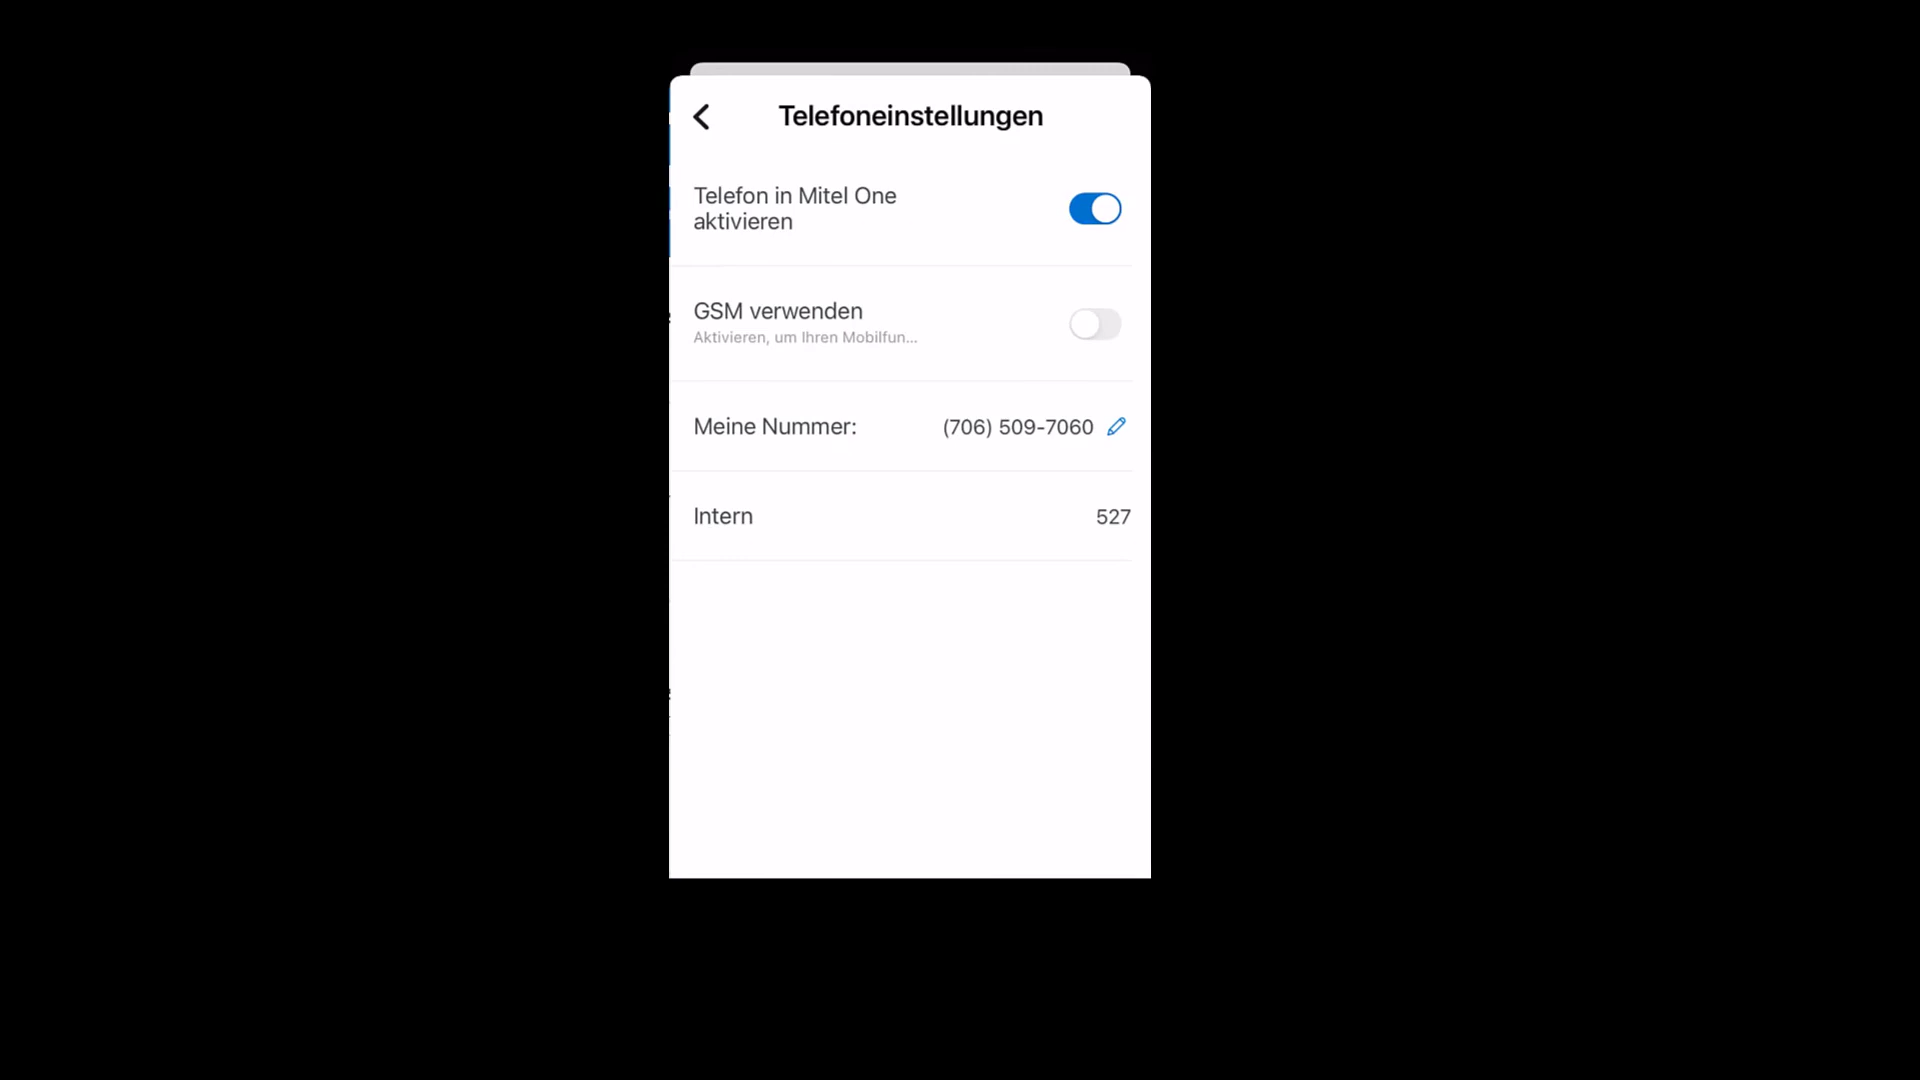 Telefoneinstellungen
Telefon in Mitel One
aktivieren
GSM verwenden
Aktivieren, um Ihren Mobilfun...
Meine Nummer: (706) 509-7060
Intern 527